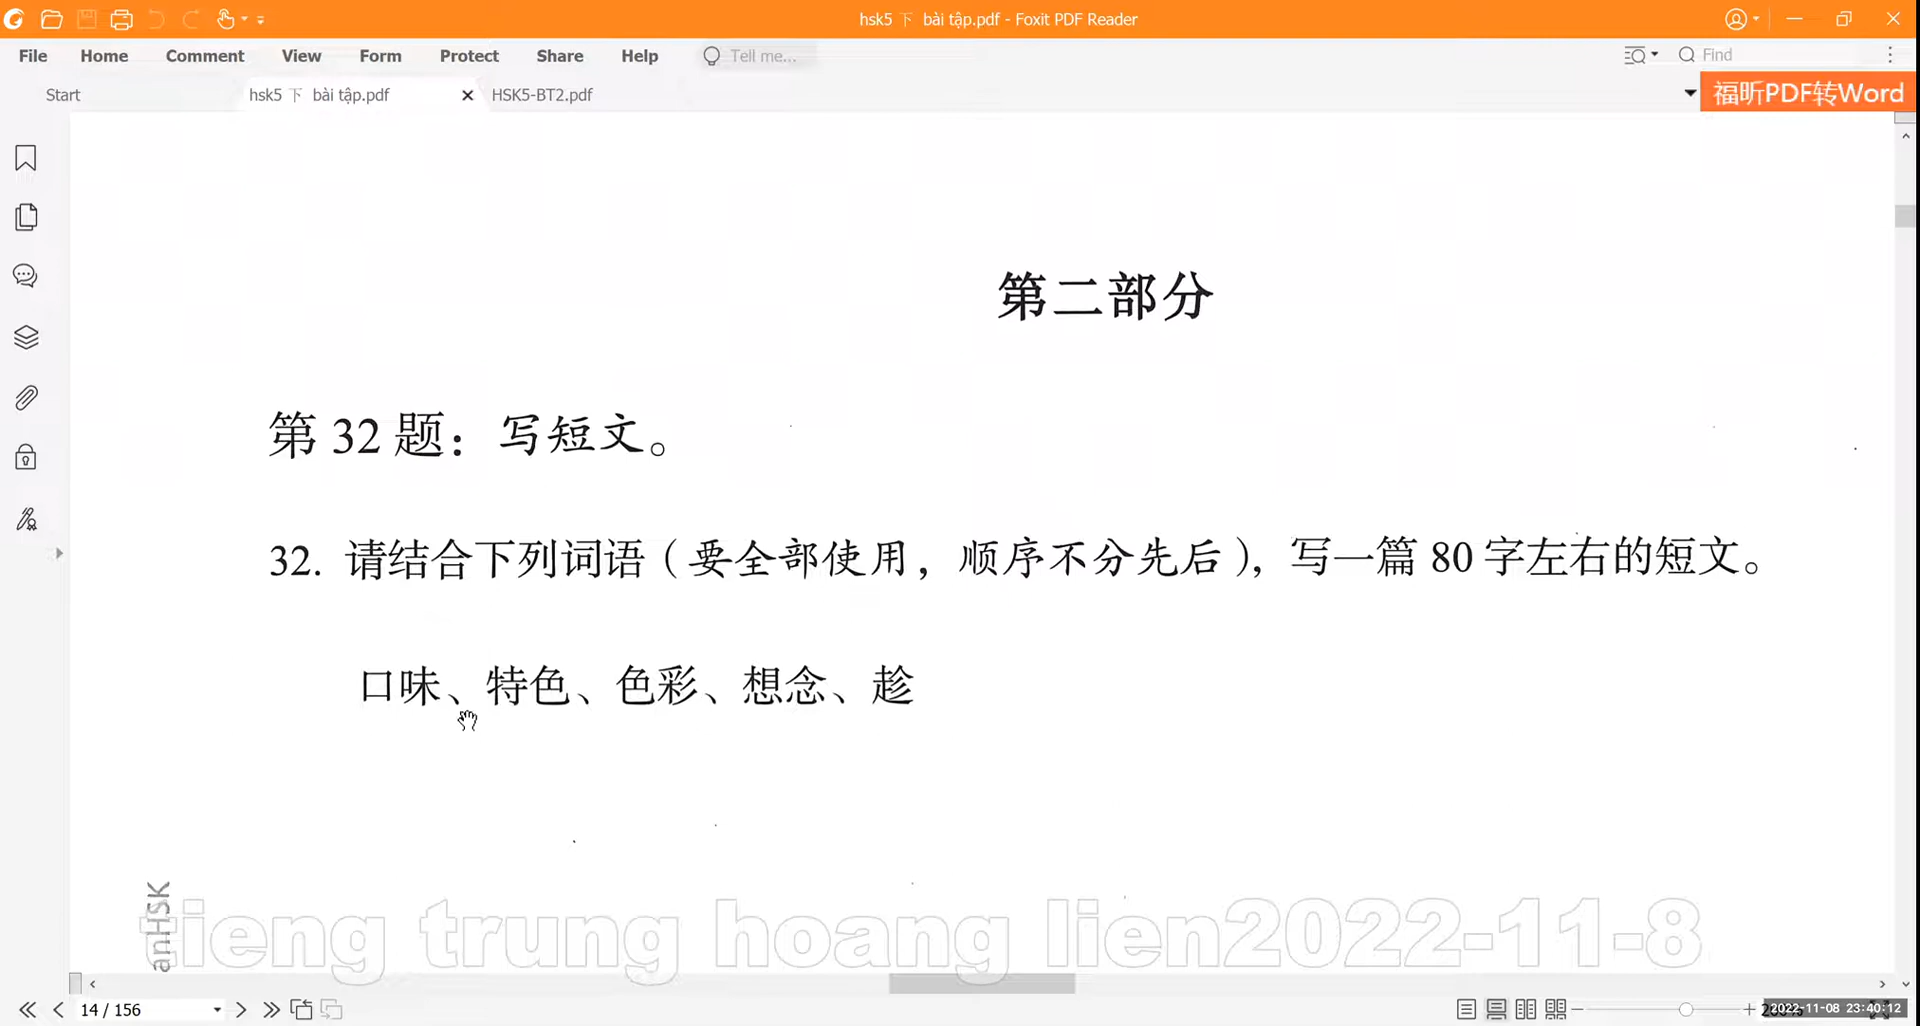 hsk5 下 bài tập.pdf - Foxit PDF Reader
File Home Comment View Form Protect Share Help Tell me... Find
Start hsk5 下 bài tập.pdf HSK5-BT2.pdf 福昕PDF转Word
第二部分
第 32 题：写短文。
32. 请结合下列词语（要全部使用，顺序不分先后），写一篇 80 字左右的短文。
口味、特色、色彩、想念、趁
anHSK
tieng trung hoang lien2022-11-8
14 / 156
2022-11-08 23:40:12